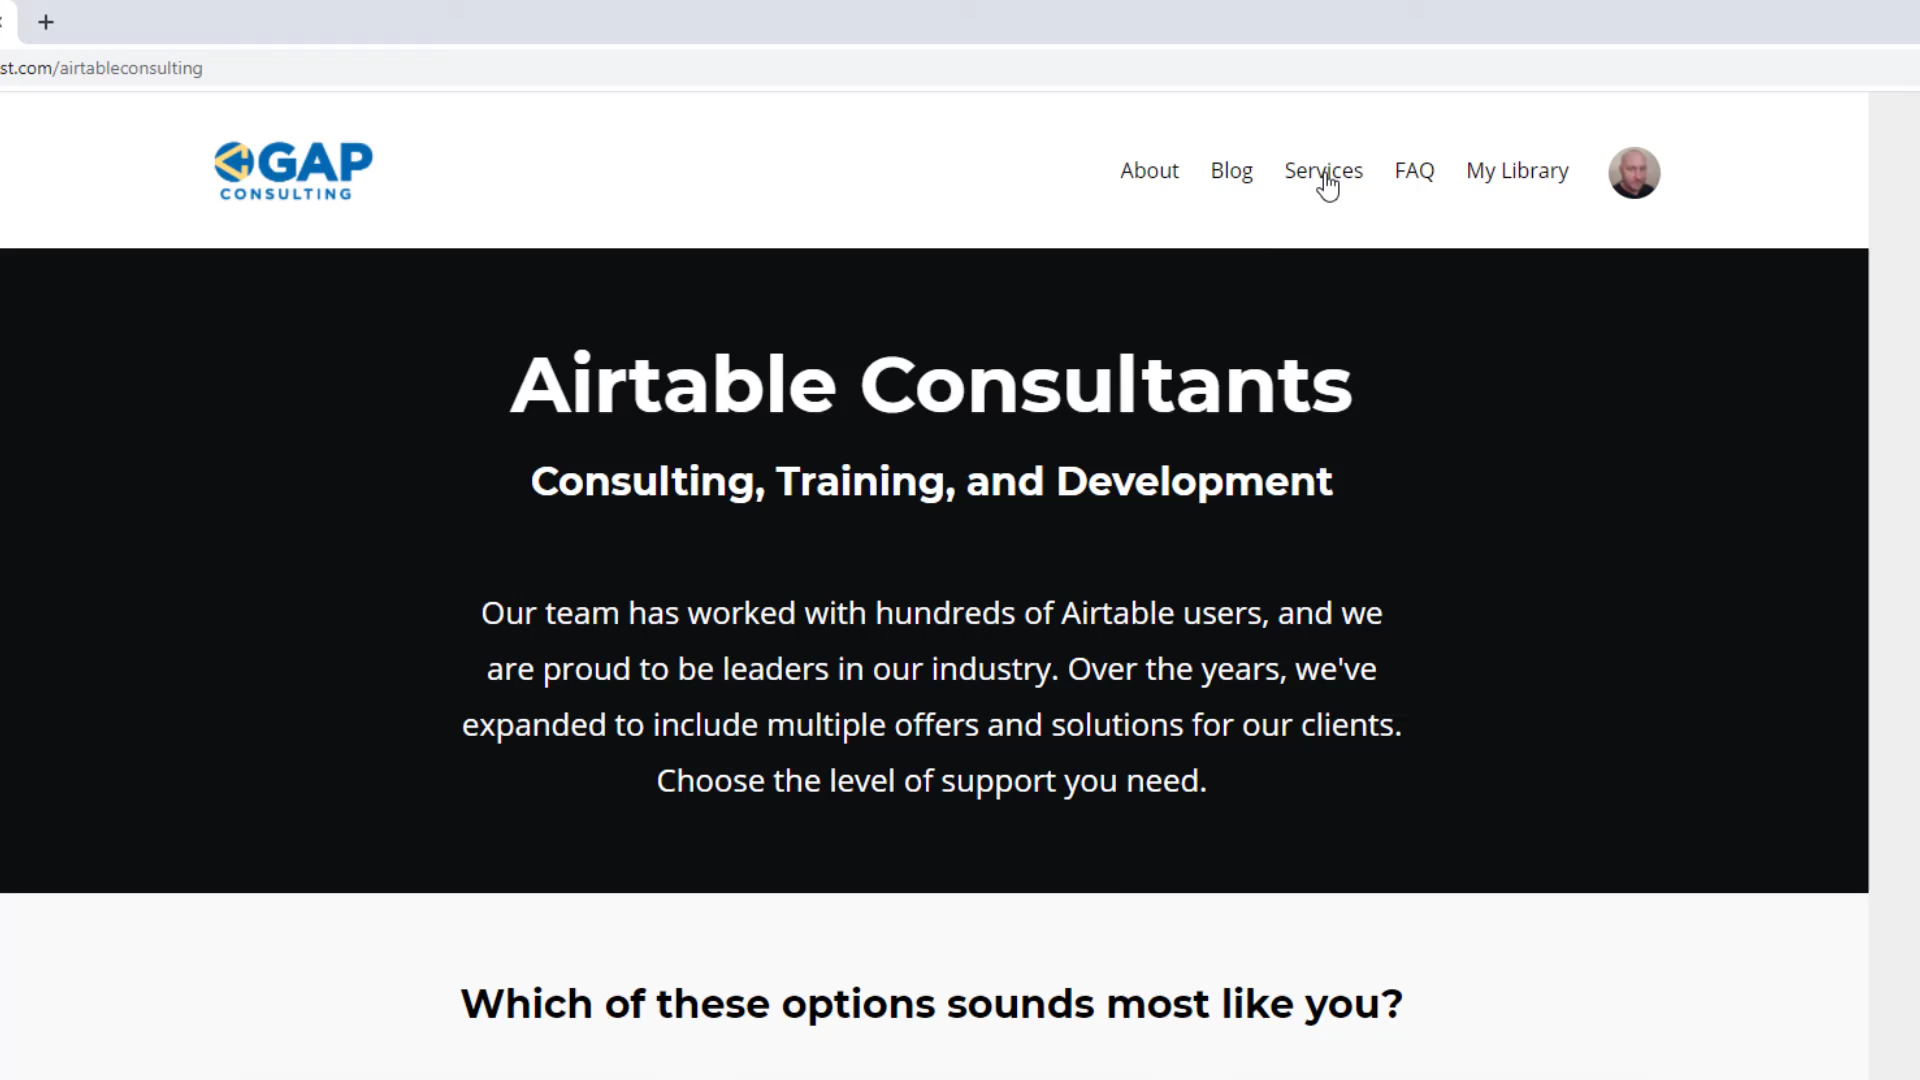 st.com/airtableconsulting
GAP
CONSULTING
About Blog Services FAQ My Library
Airtable Consultants
Consulting, Training, and Development
Our team has worked with hundreds of Airtable users, and we
are proud to be leaders in our industry. Over the years, we've
expanded to include multiple offers and solutions for our clients.
Choose the level of support you need.
Which of these options sounds most like you?